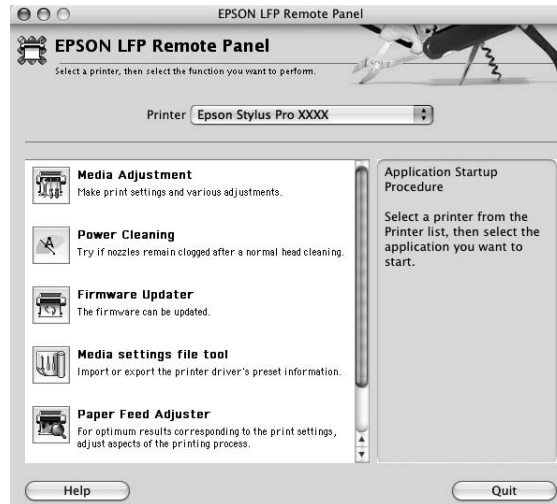 EPSON LFP Remote Panel
EPSON LFP Remote Panel
Select a printer, then select the function you want to perform.
Printer Epson Stylus Pro XXXX
Media Adjustment
Make print settings and various adjustments.
Power Cleaning
Try if nozzles remain clogged after a normal head cleaning.
Firmware Updater
The firmware can be updated.
Media settings file tool
Import or export the printer driver's preset information.
Paper Feed Adjuster
For optimum results corresponding to the print settings,
adjust aspects of the printing process.
Application Startup
Procedure
Select a printer from the
Printer list, then select the
application you want to
start.
Help
Quit